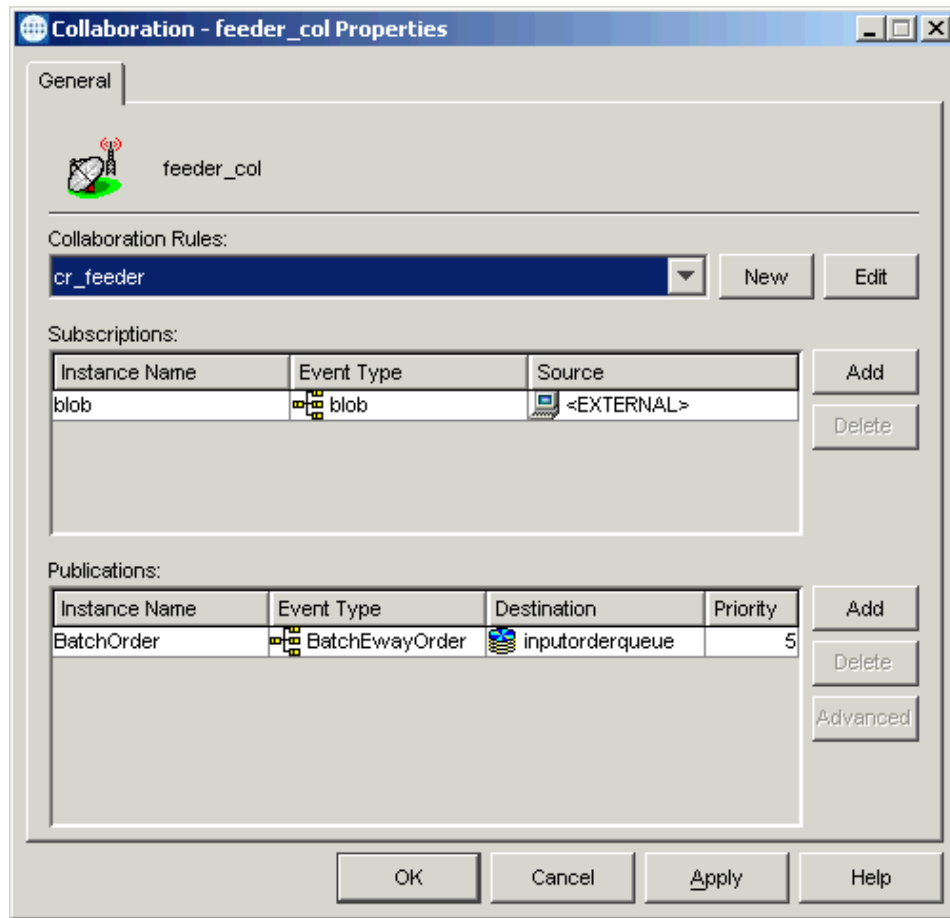 Collaboration - feeder_col Properties
General
feeder_col
Collaboration Rules:
cr_feeder New Edit
Subscriptions:
Instance Name Event Type Source Add
blob blob <EXTERNAL>
Delete
Publications:
Instance Name Event Type Destination Priority Add
BatchOrder BatchEwayOrder inputorderqueue 5
Delete
Advanced
OK Cancel Apply Help